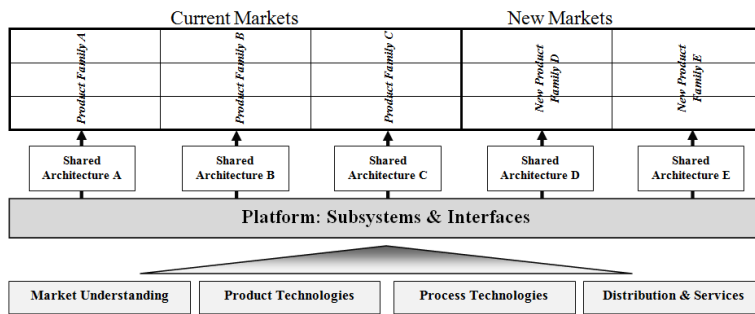 Current Markets
New Markets
Product Family A
Product Family B
Product Family C
New Product
Family D
New Product
Family E
Shared
Architecture A
Shared
Architecture B
Shared
Architecture C
Shared
Architecture D
Shared
Architecture E
Platform: Subsystems & Interfaces
Market Understanding
Product Technologies
Process Technologies
Distribution & Services